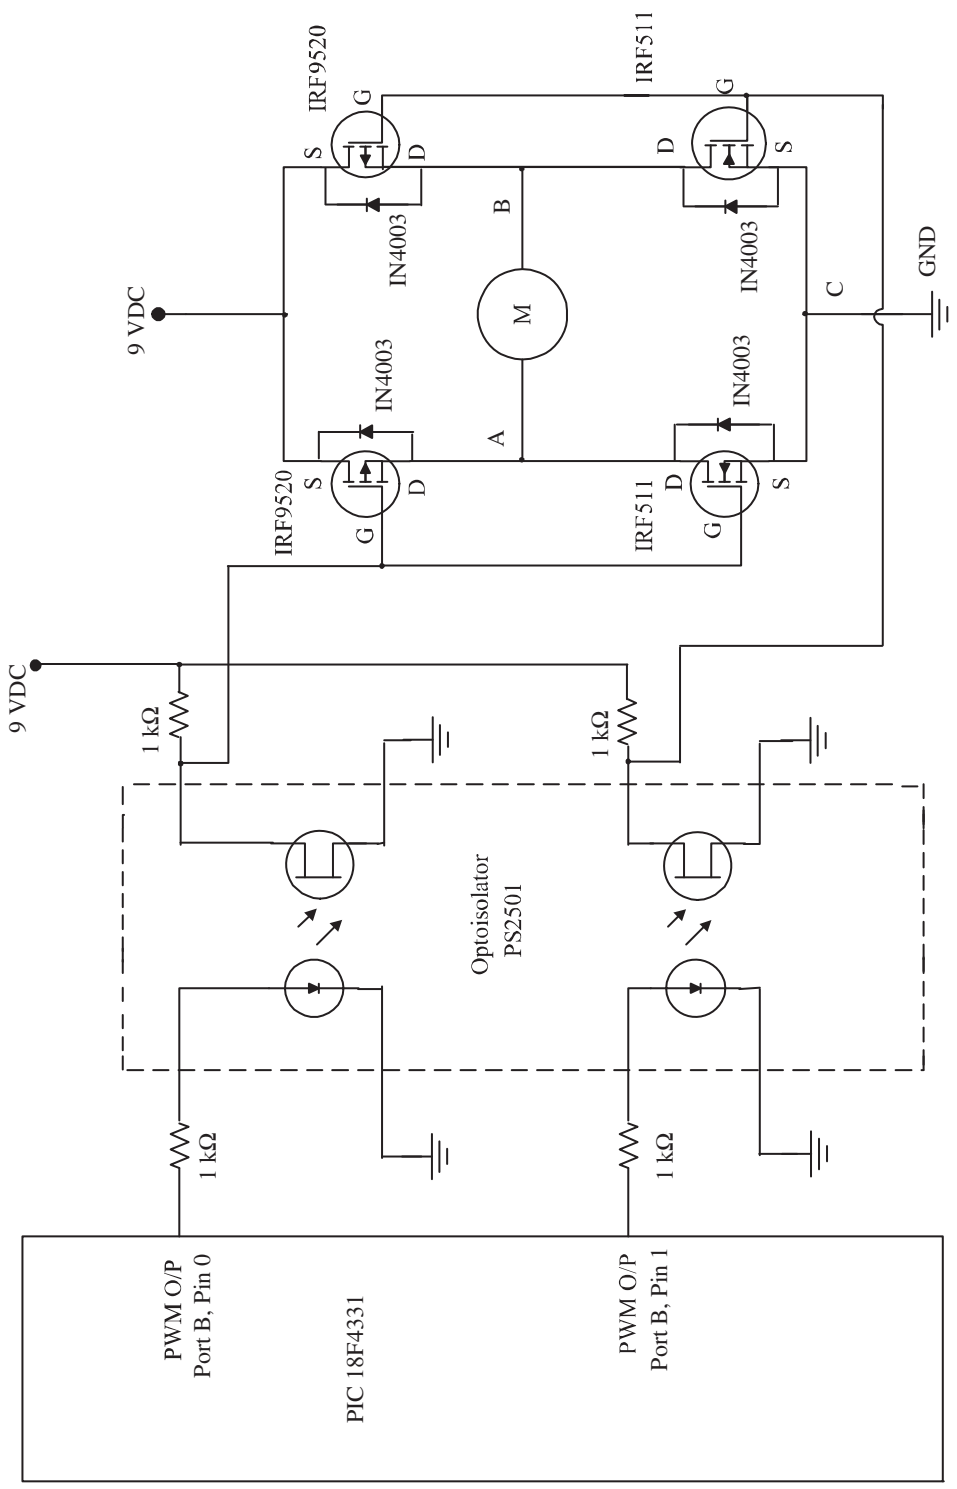 PIC 18F4331
PWM O/P
Port B, Pin 0
PWM O/P
Port B, Pin 1
1 kΩ
1 kΩ
Optoisolator
PS2501
1 kΩ
1 kΩ
9 VDC
9 VDC
IRF9520
S
G
D
IN4003
IRF511
D
G
S
IN4003
A
M
B
IRF9520
S
G
D
IN4003
IRF511
D
G
S
IN4003
C
GND